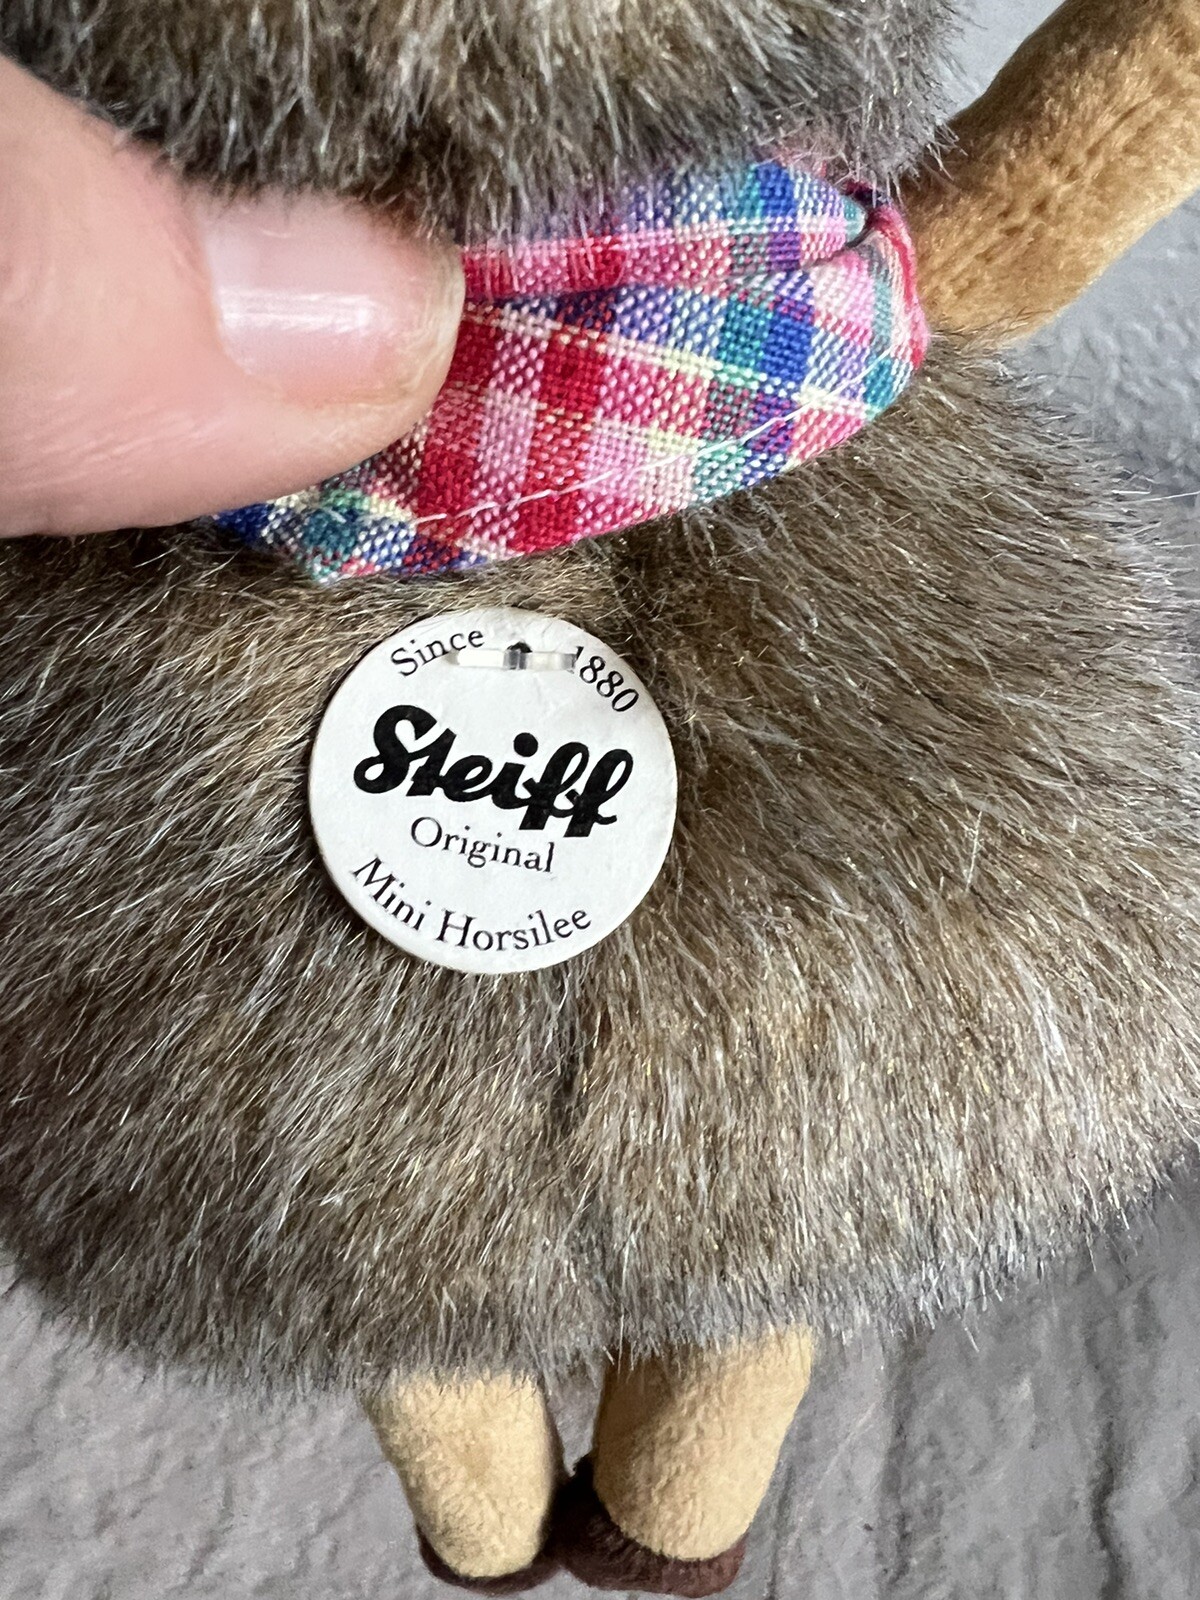 Since 1880
Steiff
Original
Mini Horsilee